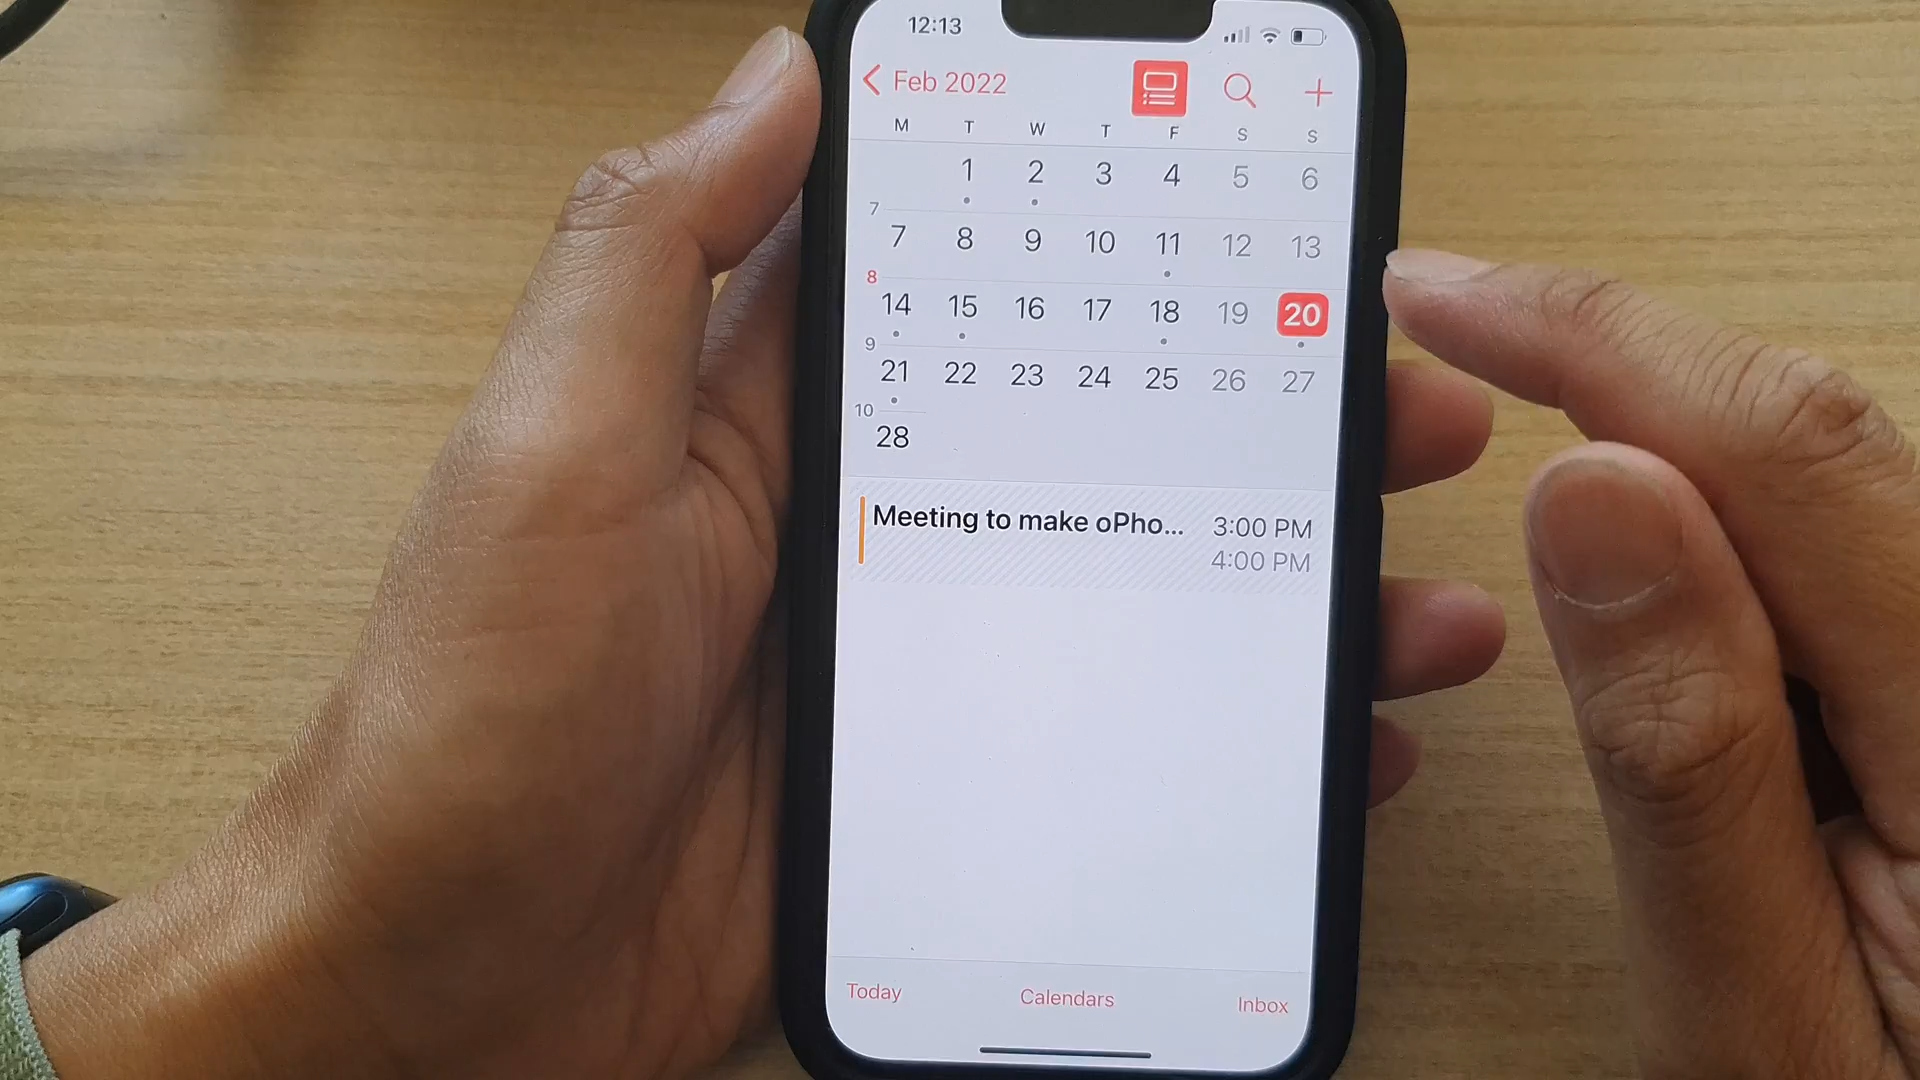 12:13
Feb 2022
M T W T F S S
1 2 3 4 5 6
7
7 8 9 10 11 12 13
8
14 15 16 17 18 19 20
9
21 22 23 24 25 26 27
10
28
Meeting to make oPho... 3:00 PM
4:00 PM
Today Calendars Inbox